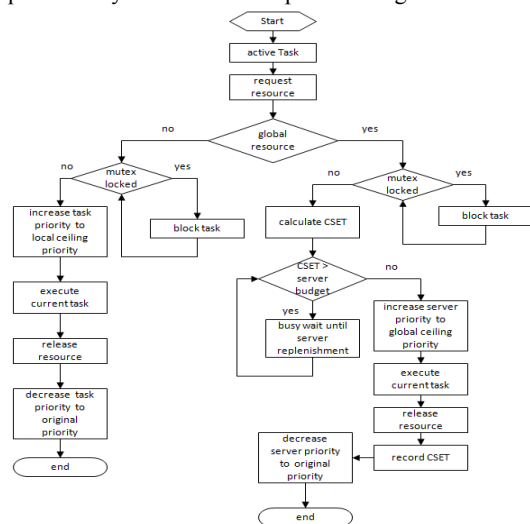 Start
active Task
request
resource
global
resource
no
yes
mutex
locked
no
yes
mutex
locked
no
yes
increase task
priority to
local ceiling
priority
block task
calculate CSET
block task
execute
current task
CSET >
server
budget
no
yes
busy wait until
server
replenishment
increase server
priority to
global ceiling
priority
release
resource
execute
current task
decrease task
priority to
original
priority
release
resource
decrease
server priority
to original
priority
record CSET
end
end